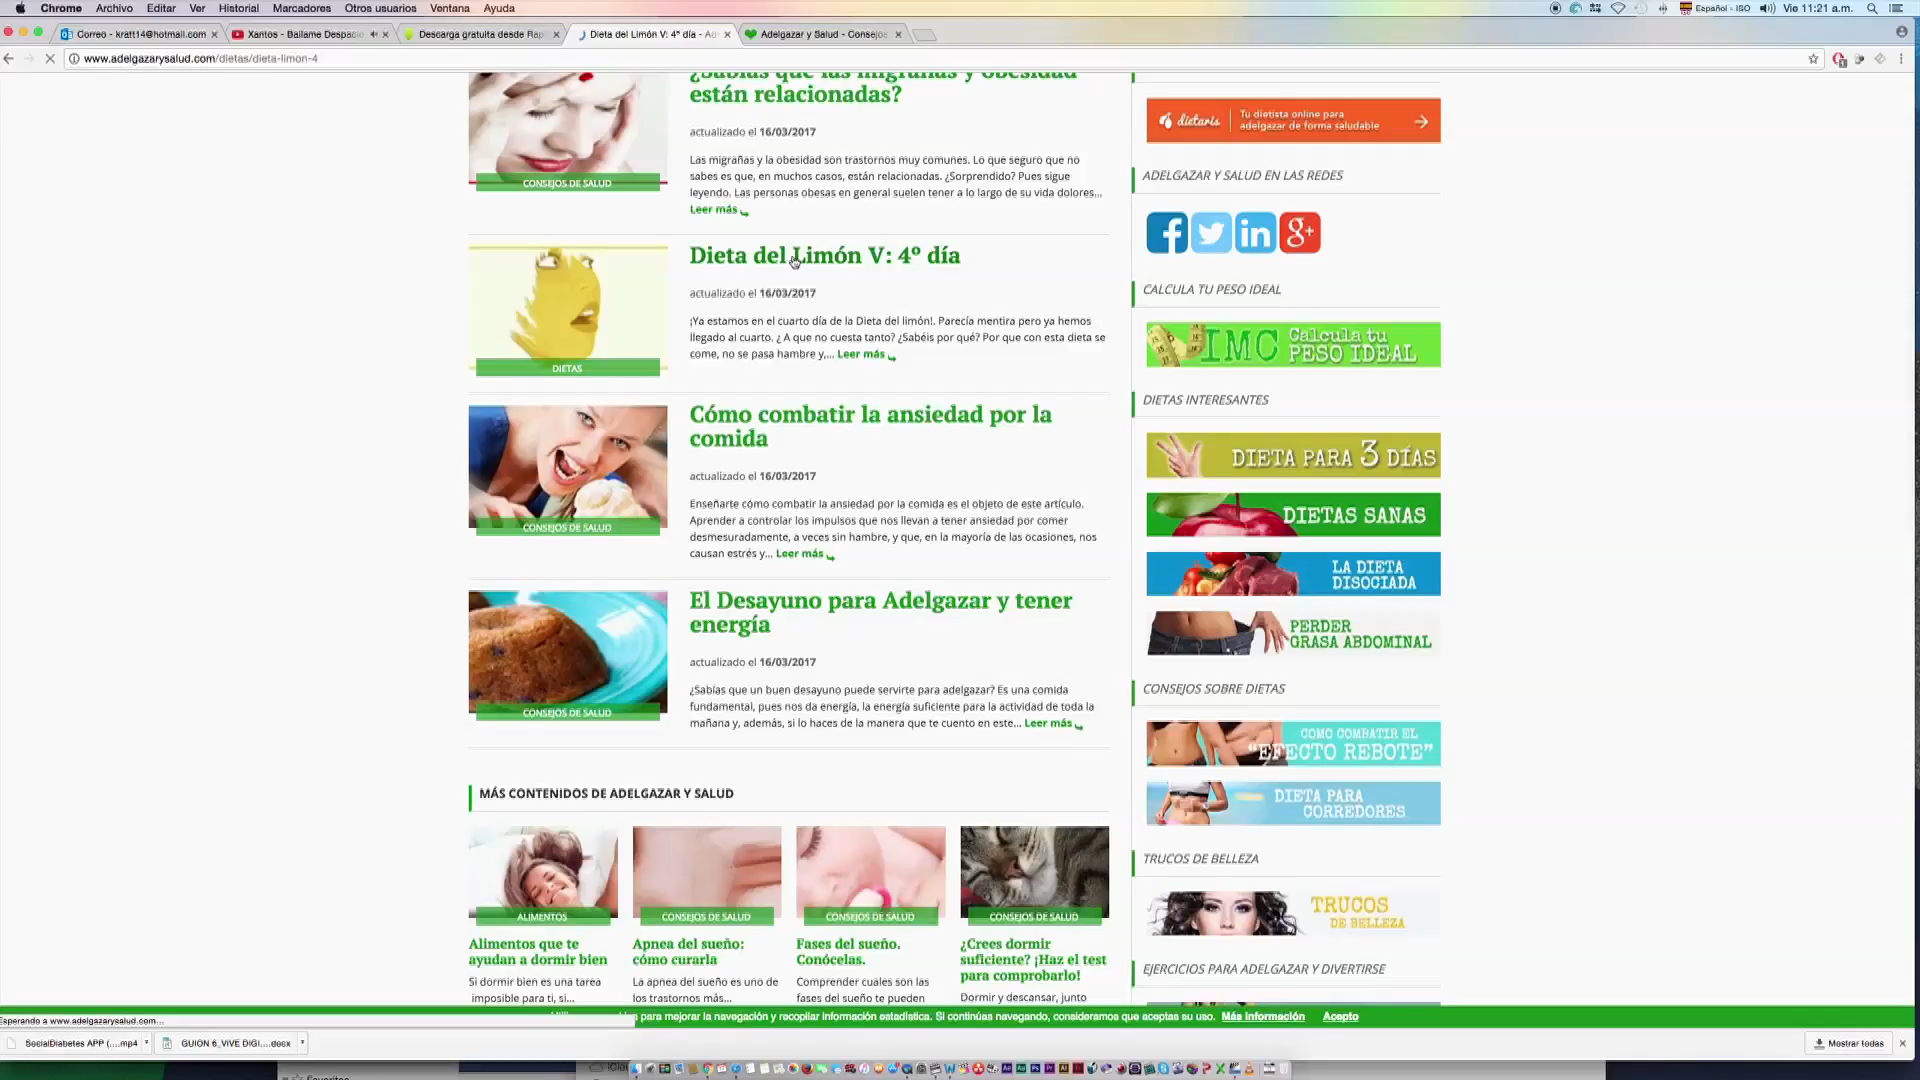 Chrome Archivo Editar Ver Historial Marcadores Otros usuarios Ventana Ayuda
Español - ISO Vie 11:21 a.m.
Correo - kratt14@hotmail.com
Xantos - Bailame Despacio
Descarga gratuita desde Rap
Dieta del Limón V: 4º día - Ad
Adelgazar y Salud - Consejos
www.adelgazarysalud.com/dietas/dieta-limon-4
¿Sabías que las migrañas y obesidad
están relacionadas?
actualizado el 16/03/2017
Las migrañas y la obesidad son trastornos muy comunes. Lo que seguro que no
sabes es que, en muchos casos, están relacionadas. ¿Sorprendido? Pues sigue
leyendo. Las personas obesas en general suelen tener a lo largo de su vida dolores...
Leer más
CONSEJOS DE SALUD
Dieta del Limón V: 4º día
actualizado el 16/03/2017
¡Ya estamos en el cuarto día de la Dieta del limón!. Parecía mentira pero ya hemos
llegado al cuarto. ¿ A que no cuesta tanto? ¿Sabéis por qué? Por que con esta dieta se
come, no se pasa hambre y,... Leer más
DIETAS
Cómo combatir la ansiedad por la
comida
actualizado el 16/03/2017
Enseñarte cómo combatir la ansiedad por la comida es el objeto de este artículo.
Aprender a controlar los impulsos que nos llevan a tener ansiedad por comer
desmesuradamente, a veces sin hambre, y que, en la mayoría de las ocasiones, nos
causan estrés y... Leer más
CONSEJOS DE SALUD
El Desayuno para Adelgazar y tener
energía
actualizado el 16/03/2017
¿Sabías que un buen desayuno puede servirte para adelgazar? Es una comida
fundamental, pues nos da energía, la energía suficiente para la actividad de toda la
mañana y, además, si lo haces de la manera que te cuento en este... Leer más
CONSEJOS DE SALUD
MÁS CONTENIDOS DE ADELGAZAR Y SALUD
ALIMENTOS
Alimentos que te
ayudan a dormir bien
Si dormir bien es una tarea
imposible para ti, si...
CONSEJOS DE SALUD
Apnea del sueño:
cómo curarla
La apnea del sueño es uno de
los trastornos más...
CONSEJOS DE SALUD
Fases del sueño.
Conócelas.
Comprender cuales son las
fases del sueño te pueden
CONSEJOS DE SALUD
¿Crees dormir
suficiente? ¡Haz el test
para comprobarlo!
Dormir y descansar, junto
dietaris
Tu dietista online para
adelgazar de forma saludable
ADELGAZAR Y SALUD EN LAS REDES
f
in
g+
CALCULA TU PESO IDEAL
IMC Calcula tu
PESO IDEAL
DIETAS INTERESANTES
DIETA PARA 3 DÍAS
DIETAS SANAS
LA DIETA
DISOCIADA
PERDER
GRASA ABDOMINAL
CONSEJOS SOBRE DIETAS
COMO COMBATIR EL
"EFECTO REBOTE"
DIETA PARA
CORREDORES
TRUCOS DE BELLEZA
TRUCOS
DE BELLEZA
EJERCICIOS PARA ADELGAZAR Y DIVERTIRSE
para mejorar la navegación y recopilar información estadística. Si continúas navegando, consideramos que aceptas su uso. Más información Acepto
Esperando a www.adelgazarysalud.com...
SocialDiabetes APP (....mp4
GUION 6_VIVE DIGI....docx
Mostrar todas